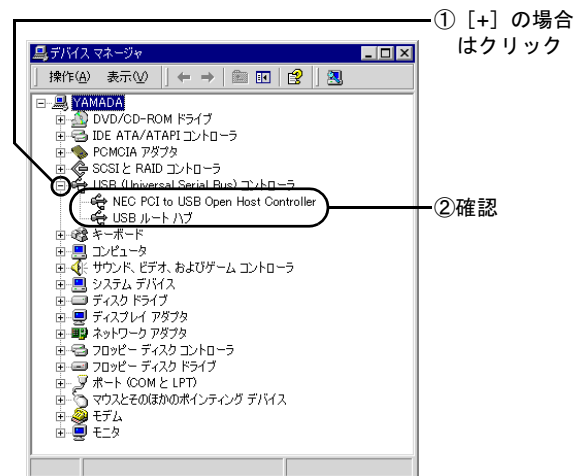 ①［+］の場合
はクリック
デバイス マネージャ
操作(A) 表示(V)
YAMADA
DVD/CD-ROM ドライブ
IDE ATA/ATAPI コントローラ
PCMCIA アダプタ
SCSI と RAID コントローラ
USB (Universal Serial Bus) コントローラ
NEC PCI to USB Open Host Controller
USB ルート ハブ
②確認
キーボード
コンピュータ
サウンド、ビデオ、およびゲーム コントローラ
システム デバイス
ディスク ドライブ
ディスプレイ アダプタ
ネットワーク アダプタ
フロッピー ディスク コントローラ
フロッピー ディスク ドライブ
ポート (COM と LPT)
マウスとそのほかのポインティング デバイス
モデム
モニタ